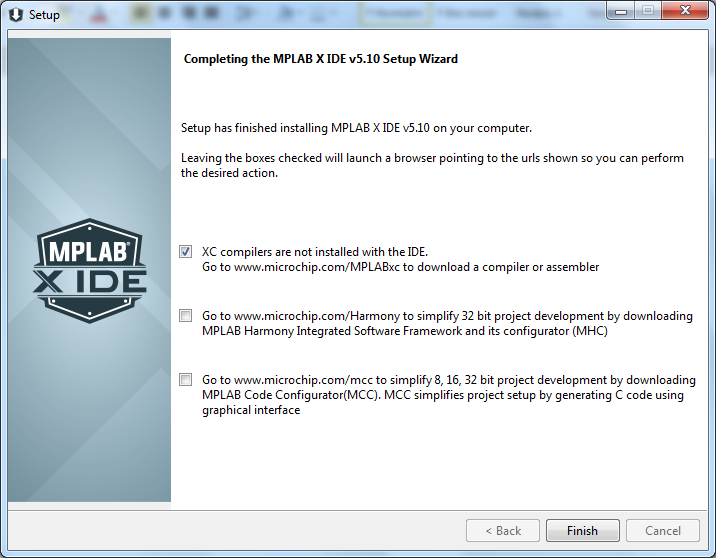 Setup
Completing the MPLAB X IDE v5.10 Setup Wizard
Setup has finished installing MPLAB X IDE v5.10 on your computer.
Leaving the boxes checked will launch a browser pointing to the urls shown so you can perform
the desired action.
MPLAB®
X IDE
XC compilers are not installed with the IDE.
Go to www.microchip.com/MPLABxc to download a compiler or assembler
Go to www.microchip.com/Harmony to simplify 32 bit project development by downloading
MPLAB Harmony Integrated Software Framework and its configurator (MHC)
Go to www.microchip.com/mcc to simplify 8, 16, 32 bit project development by downloading
MPLAB Code Configurator(MCC). MCC simplifies project setup by generating C code using
graphical interface
< Back
Finish
Cancel